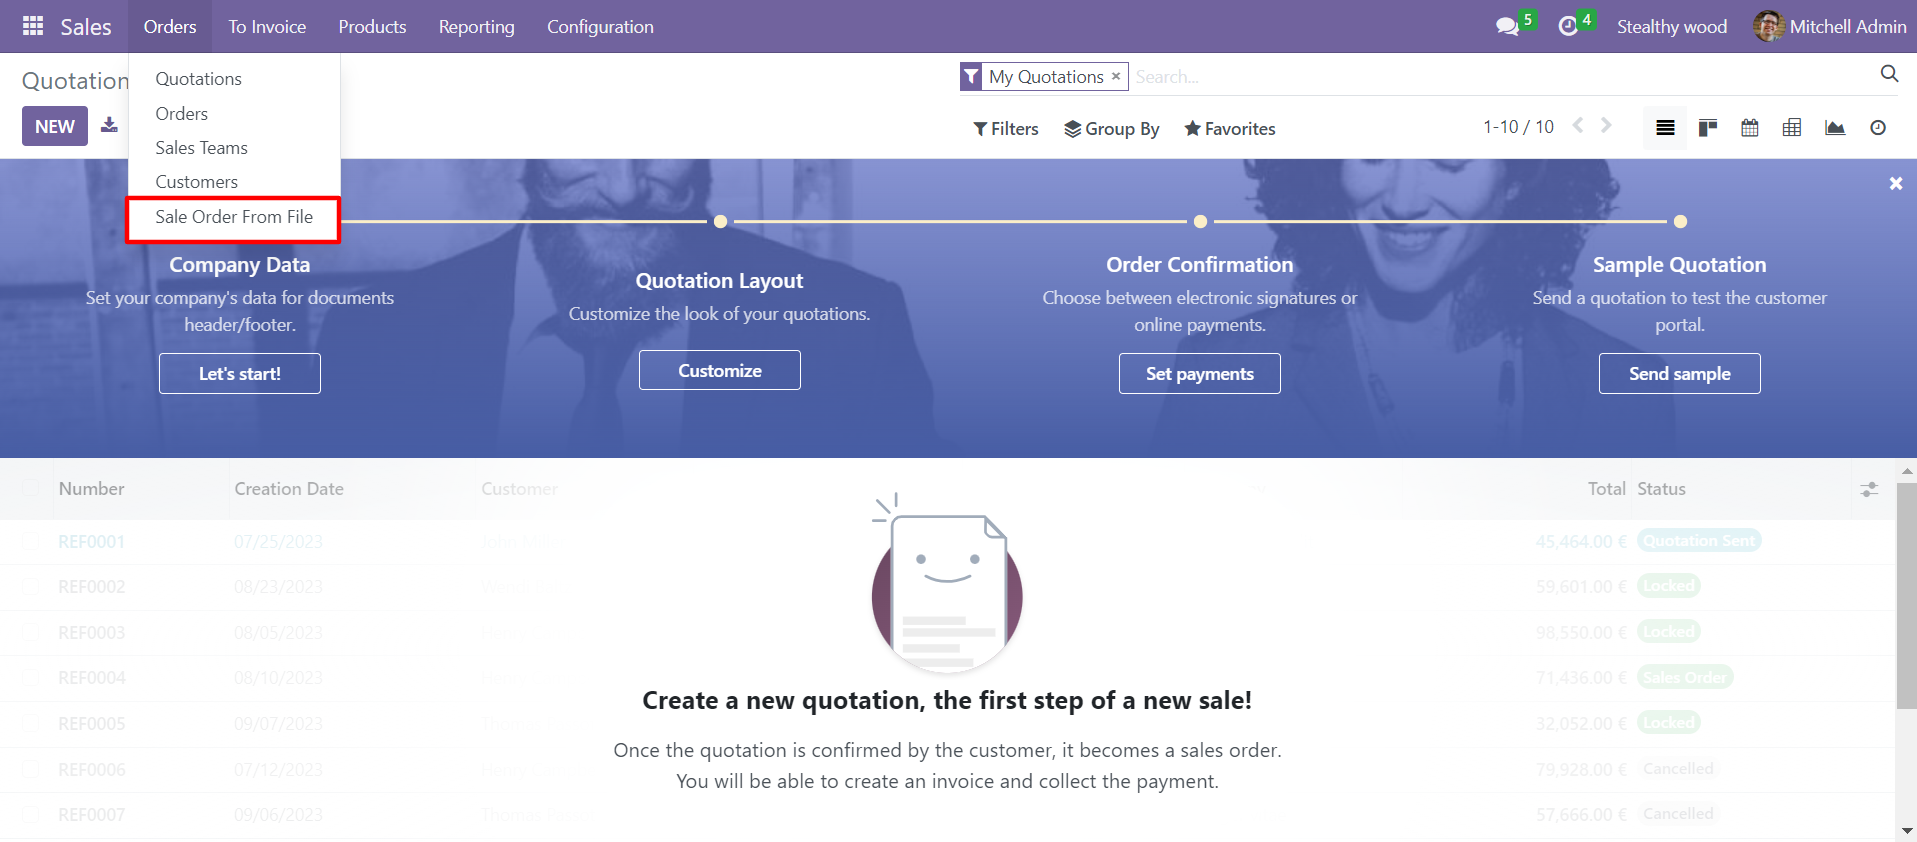 Sales Orders To Invoice Products Reporting Configuration 5 4 Stealthy wood Mitchell Admin
Quotation
My Quotations × Search...
NEW
Filters Group By Favorites 1-10 / 10
Quotations
Orders
Sales Teams
Customers
Sale Order From File
Company Data
Set your company's data for documents
header/footer.
Let's start!
Quotation Layout
Customize the look of your quotations.
Customize
Order Confirmation
Choose between electronic signatures or
online payments.
Set payments
Sample Quotation
Send a quotation to test the customer
portal.
Send sample
Number Creation Date Customer Total Status
REF0001 07/25/2023 John 45,464.00 € Quotation Sent
REF0002 08/23/2023 59,601.00 € Locked
REF0003 08/05/2023 98,550.00 € Locked
REF0004 08/10/2023 71,436.00 € Sales Order
REF0005 09/07/2023 Thomas 32,052.00 € Locked
REF0006 07/12/2023 79,928.00 € Cancelled
REF0007 09/06/2023 Thomas 57,666.00 € Cancelled
Create a new quotation, the first step of a new sale!
Once the quotation is confirmed by the customer, it becomes a sales order.
You will be able to create an invoice and collect the payment.